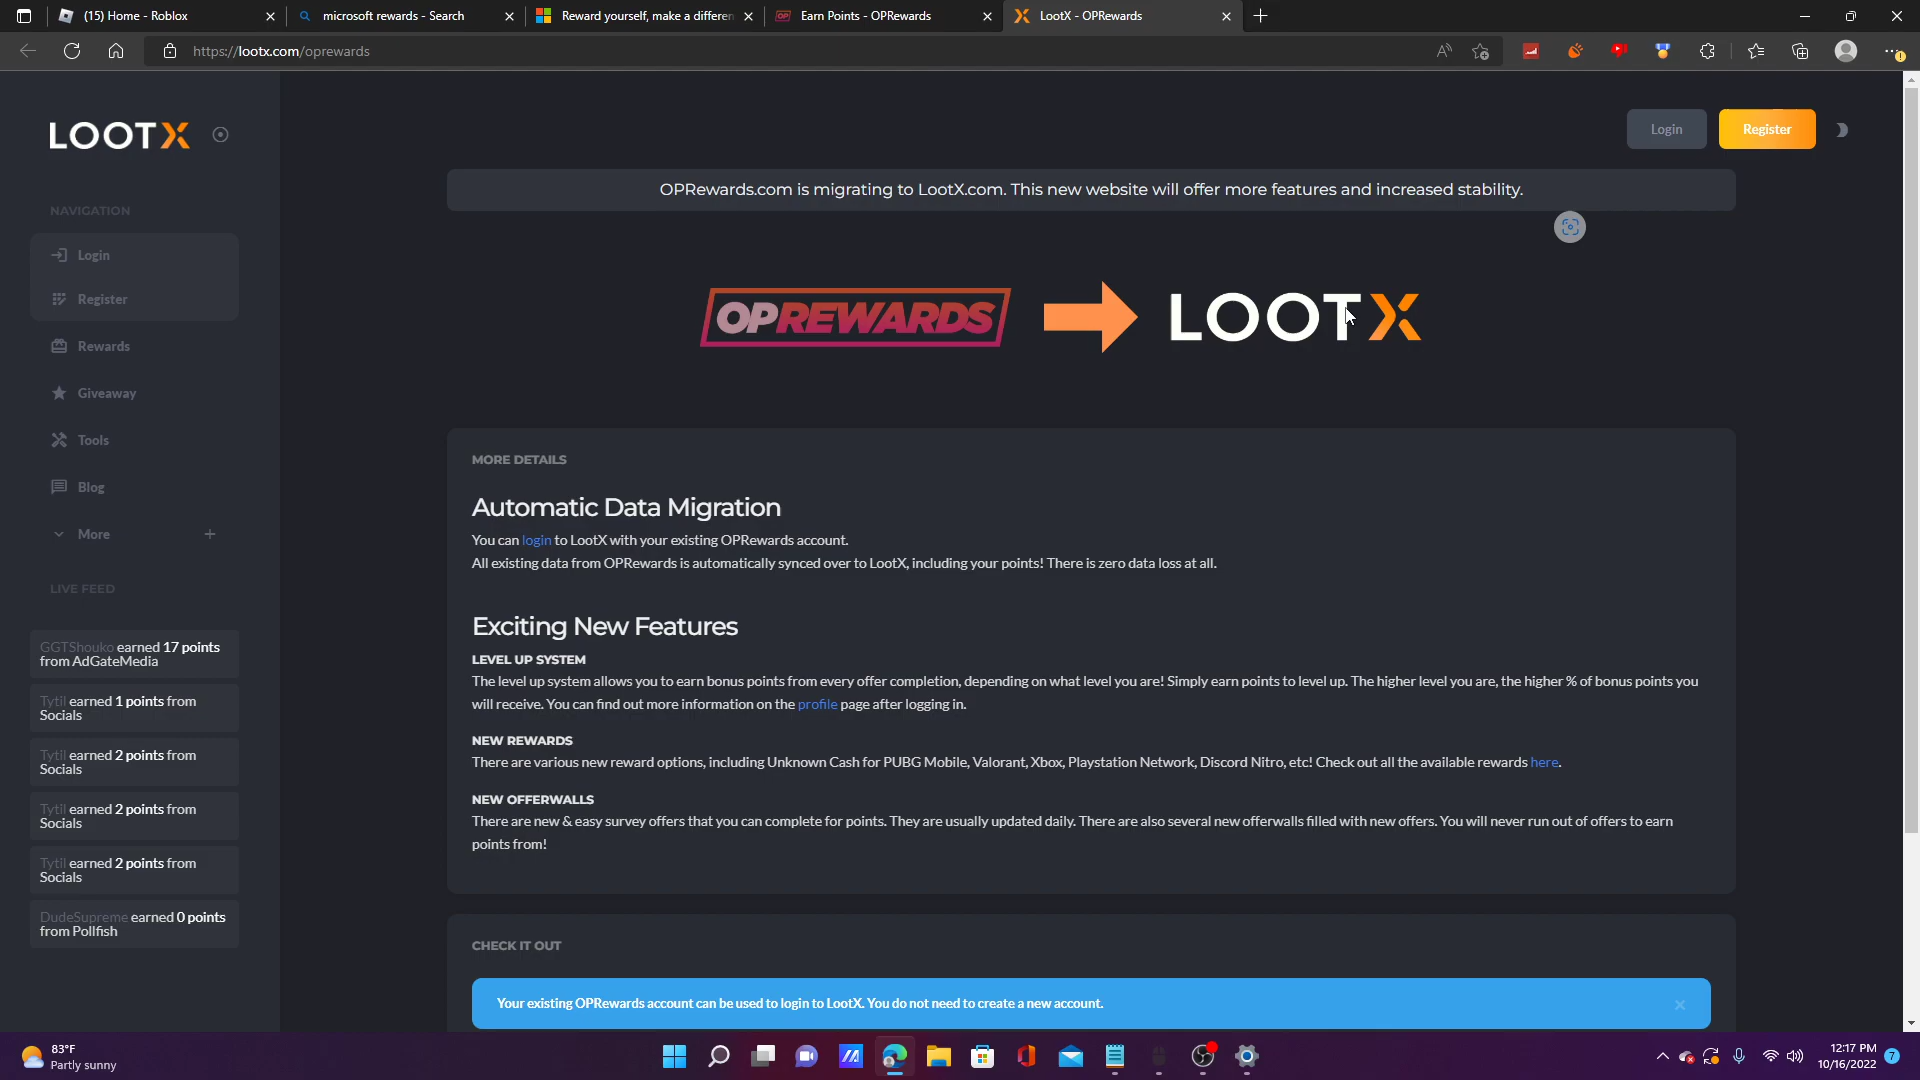 (15) Home - Roblox
microsoft rewards - Search
Reward yourself, make a differen
OP
Earn Points - OPRewards
LootX - OPRewards
https://lootx.com/oprewards
LOOTX
Login
Register
NAVIGATION
Login
Register
Rewards
Giveaway
Tools
Blog
More
LIVE FEED
GGTShouko earned 17 points
from AdGateMedia
Tytil earned 1 points from
Socials
Tytil earned 2 points from
Socials
Tytil earned 2 points from
Socials
Tytil earned 2 points from
Socials
DudeSupreme earned 0 points
from Pollfish
OPRewards.com is migrating to LootX.com. This new website will offer more features and increased stability.
OPREWARDS
LOOTX
MORE DETAILS
Automatic Data Migration
You can login to LootX with your existing OPRewards account.
All existing data from OPRewards is automatically synced over to LootX, including your points! There is zero data loss at all.
Exciting New Features
LEVEL UP SYSTEM
The level up system allows you to earn bonus points from every offer completion, depending on what level you are! Simply earn points to level up. The higher level you are, the higher % of bonus points you
will receive. You can find out more information on the profile page after logging in.
NEW REWARDS
There are various new reward options, including Unknown Cash for PUBG Mobile, Valorant, Xbox, Playstation Network, Discord Nitro, etc! Check out all the available rewards here.
NEW OFFERWALLS
There are new & easy survey offers that you can complete for points. They are usually updated daily. There are also several new offerwalls filled with new offers. You will never run out of offers to earn
points from!
CHECK IT OUT
Your existing OPRewards account can be used to login to LootX. You do not need to create a new account.
83°F
Partly sunny
12:17 PM
10/16/2022
7